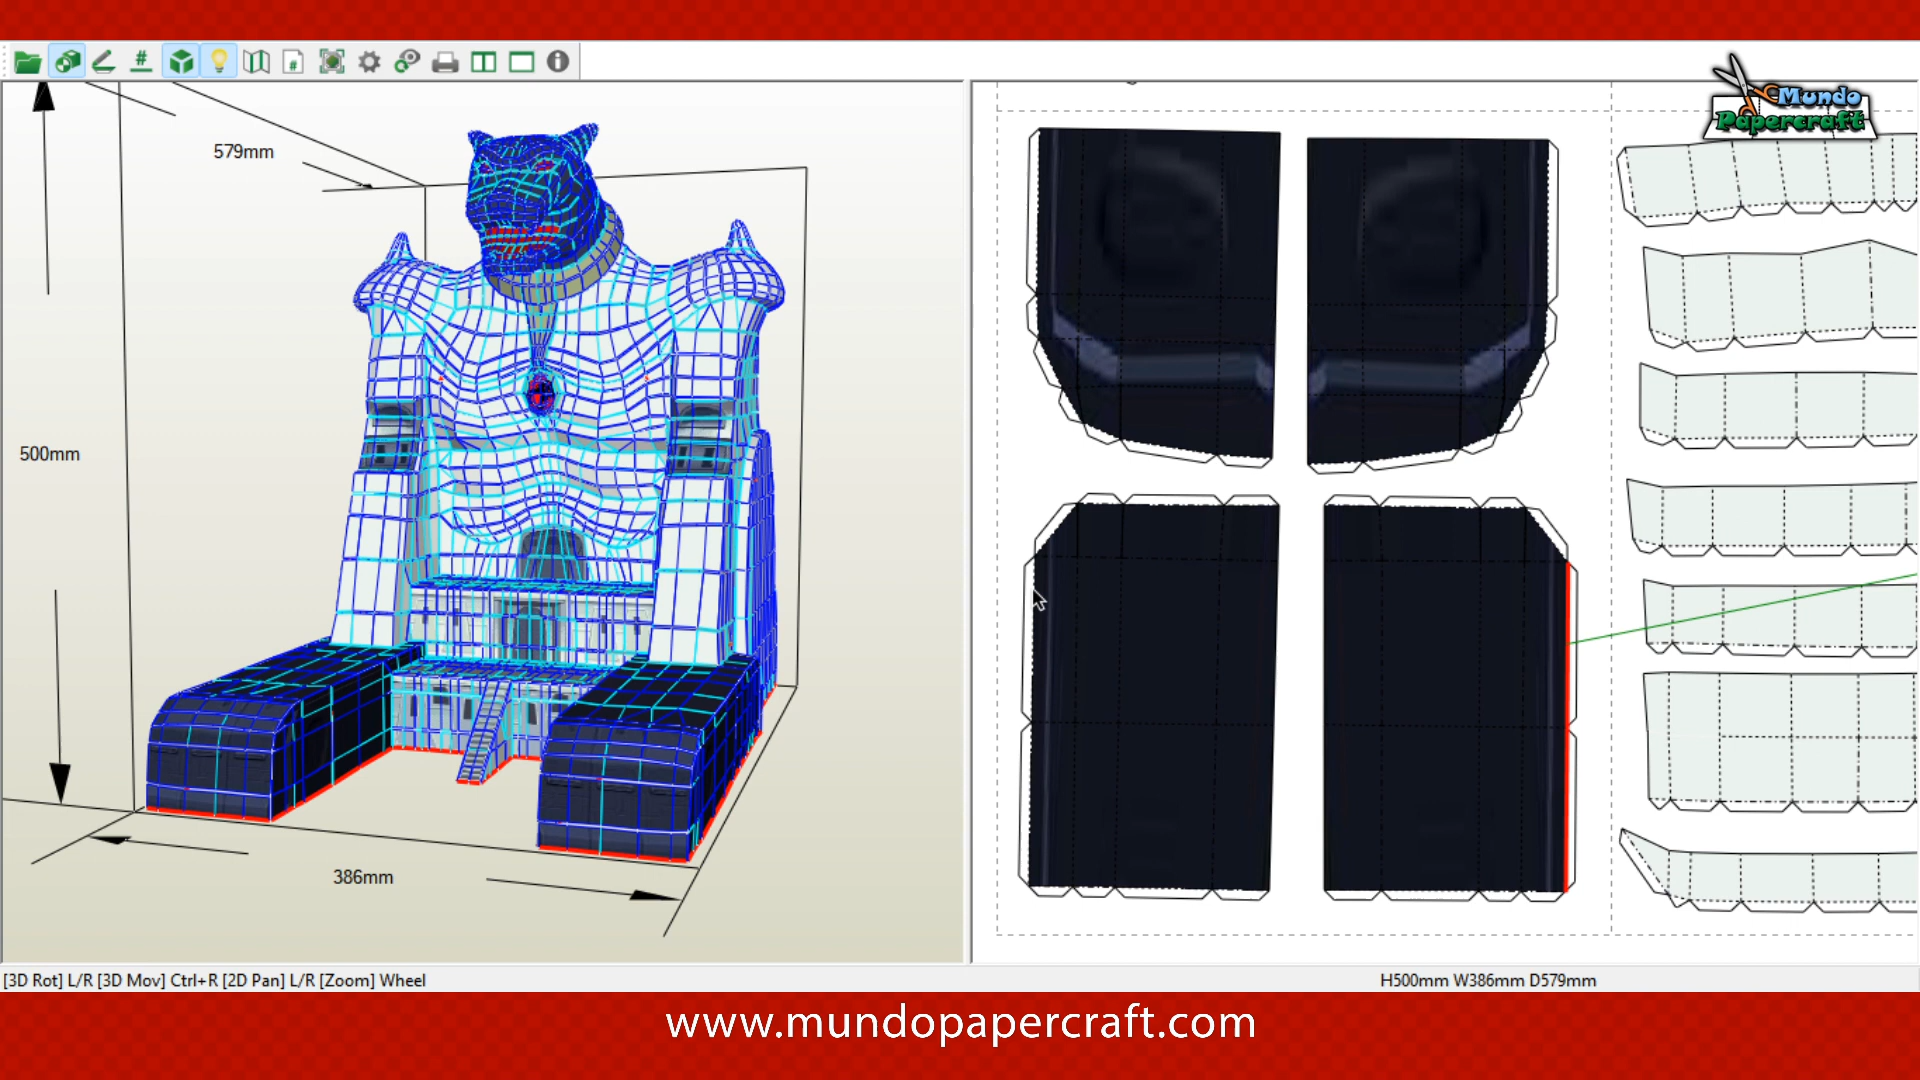 Mundo
Papercraft
579mm
500mm
386mm
[3D Rot] L/R [3D Mov] Ctrl+R [2D Pan] L/R [Zoom] Wheel
H500mm W386mm D579mm
www.mundopapercraft.com